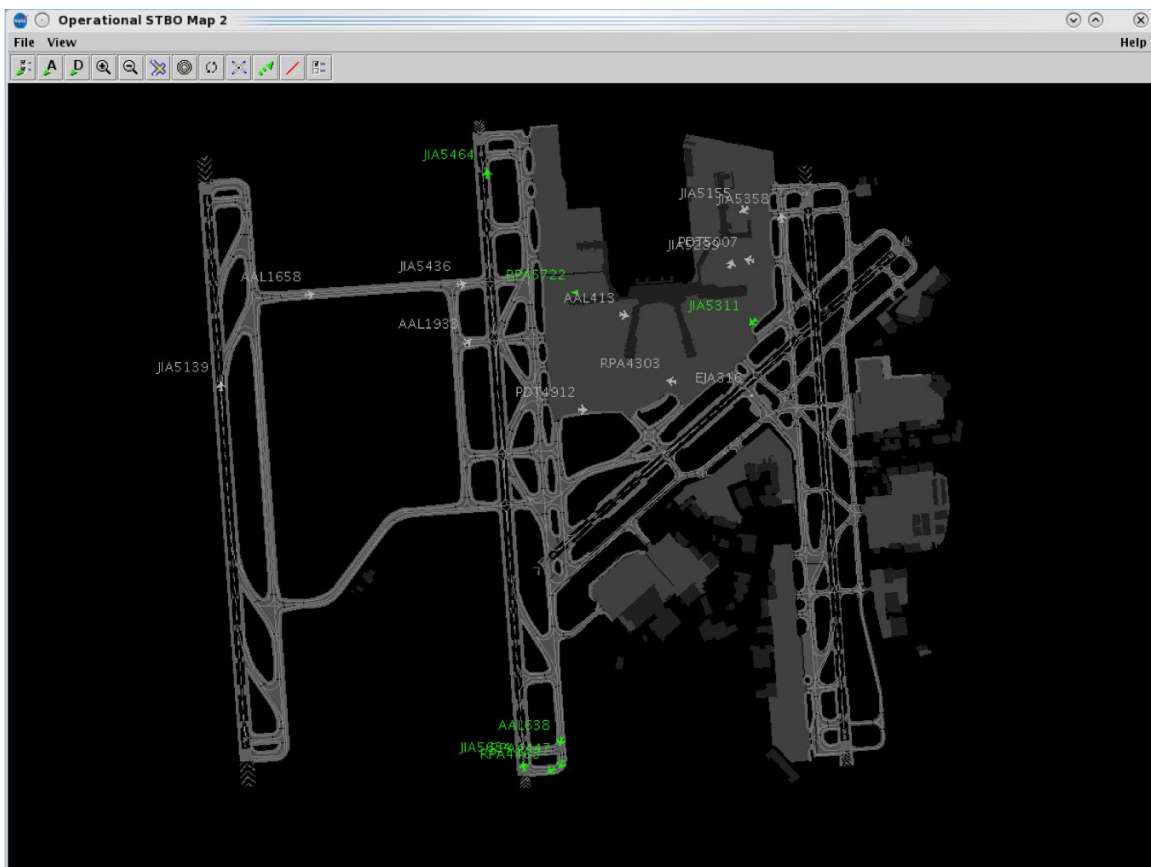 Operational STBO Map 2
File View Help
A D
JIA5464
JIA5155
JIA5358
PDT5007
AAL1658
JIA5436
RPA5722
AAL413
JIA5311
AAL1933
JIA5139
RPA4303
EJA316
PDT4912
AAL638